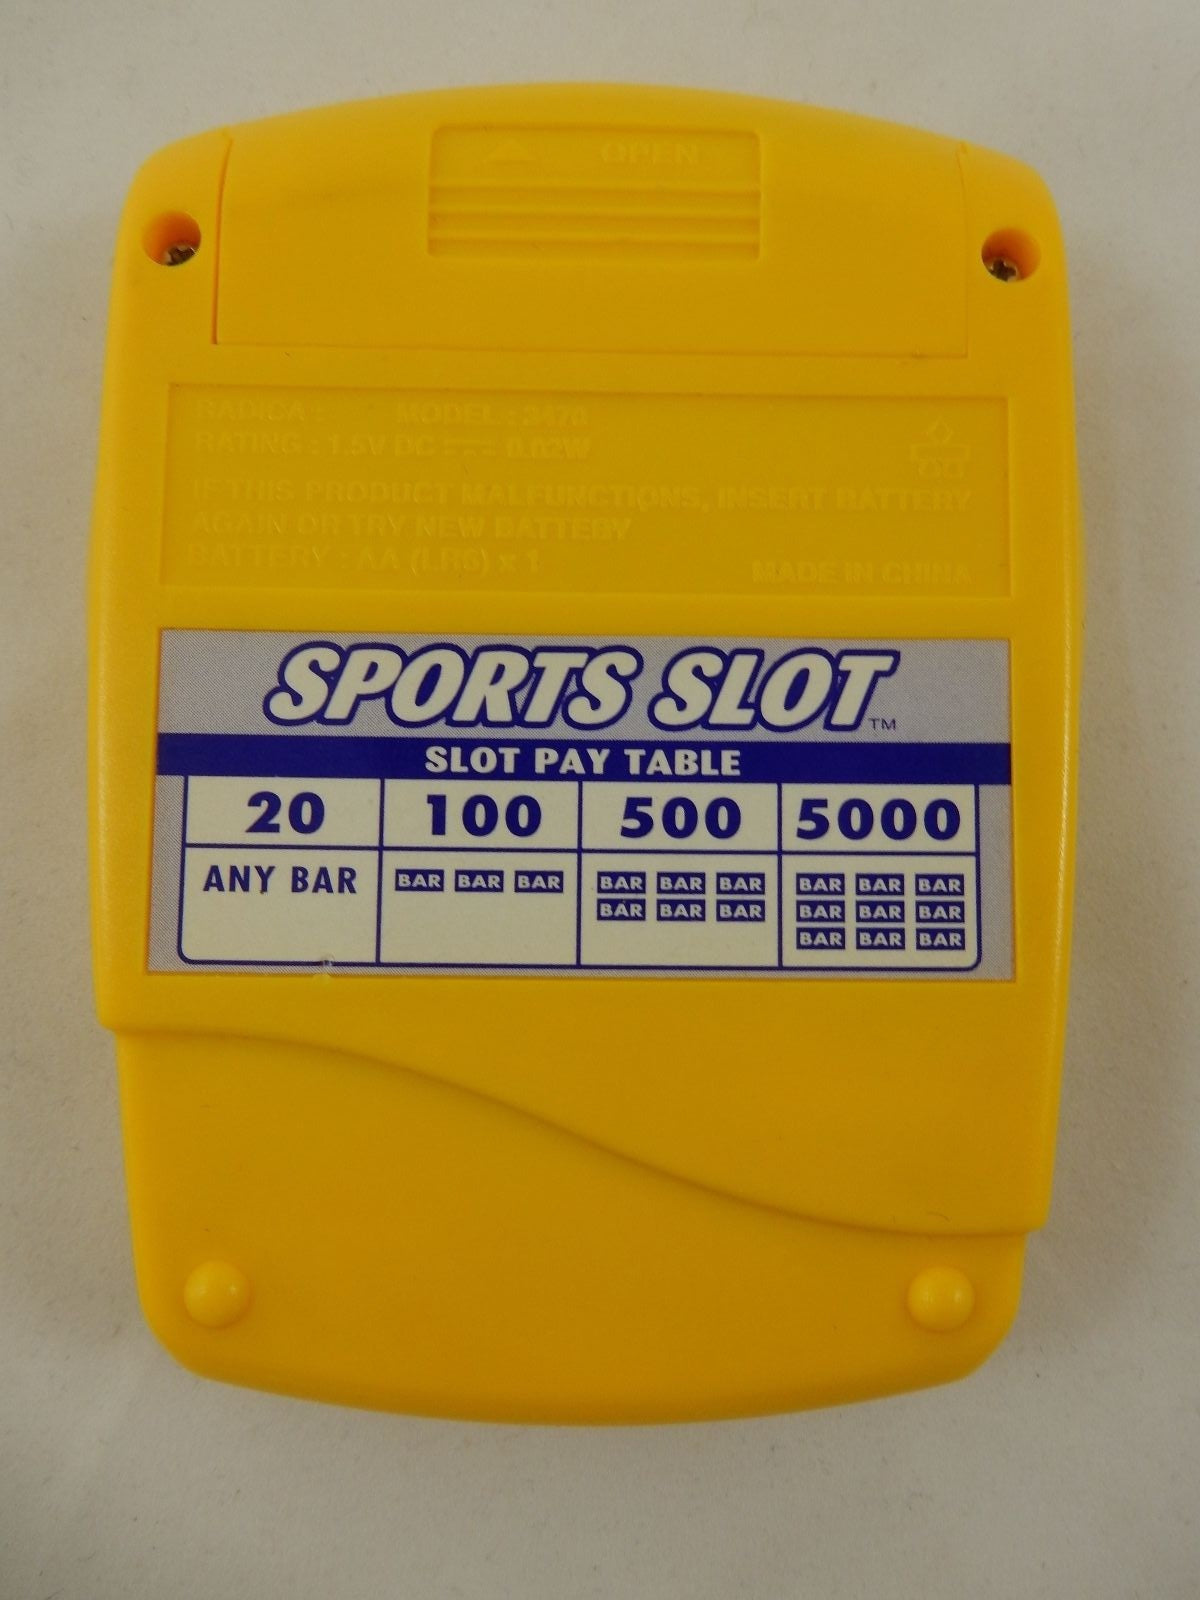 OPEN
RADICA: MODEL : 3470
RATING : 1.5V DC 0.02W
IF THIS PRODUCT MALFUNCTIONS, INSERT BATTERY
AGAIN OR TRY NEW BATTERY
BATTERY : AA (LR6) x 1
MADE IN CHINA
SPORTS SLOT™
SLOT PAY TABLE
20 100 500 5000
ANY BAR BAR BAR BAR BAR BAR BAR BAR BAR BAR
BAR BAR BAR BAR BAR BAR
BAR BAR BAR